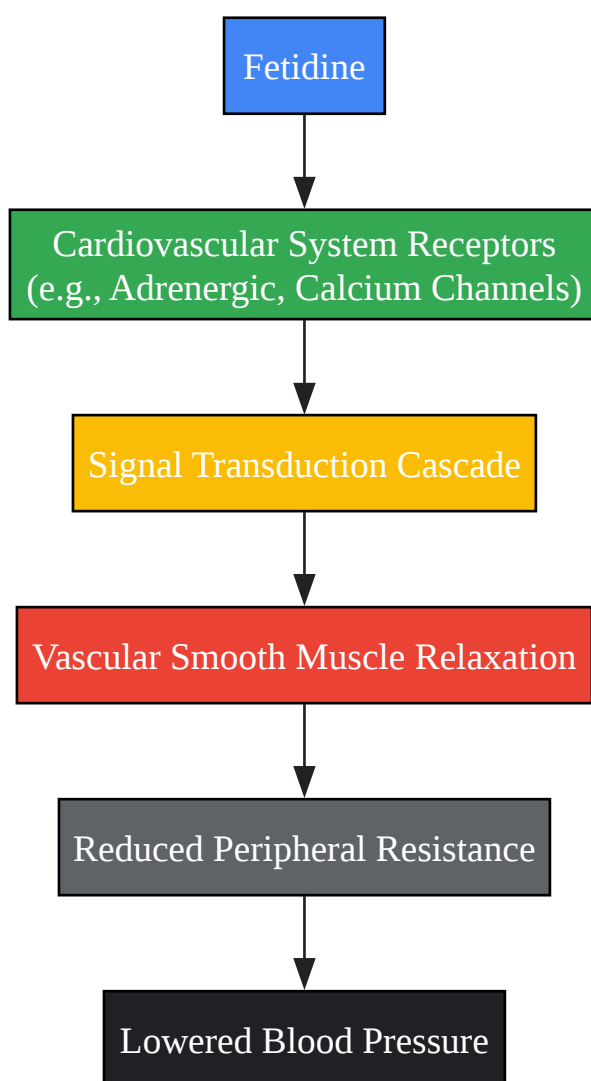 Fetidine
Cardiovascular System Receptors
(e.g., Adrenergic, Calcium Channels)
Signal Transduction Cascade
Vascular Smooth Muscle Relaxation
Reduced Peripheral Resistance
Lowered Blood Pressure